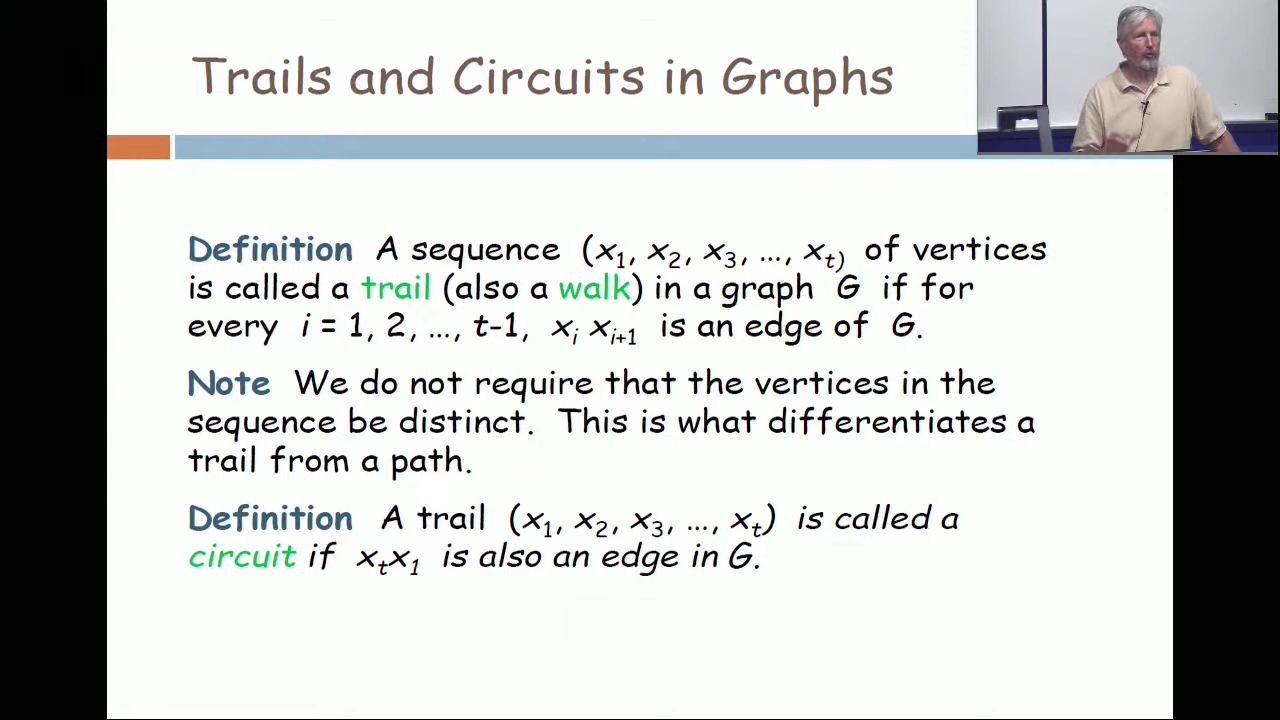 Trails and Circuits in Graphs
Definition A sequence (x₁, x₂, x₃, ..., xₜ) of vertices
is called a trail (also a walk) in a graph G if for
every i = 1, 2, ..., t-1, xᵢ xᵢ₊₁ is an edge of G.
Note We do not require that the vertices in the
sequence be distinct. This is what differentiates a
trail from a path.
Definition A trail (x₁, x₂, x₃, ..., xₜ) is called a
circuit if xₜx₁ is also an edge in G.